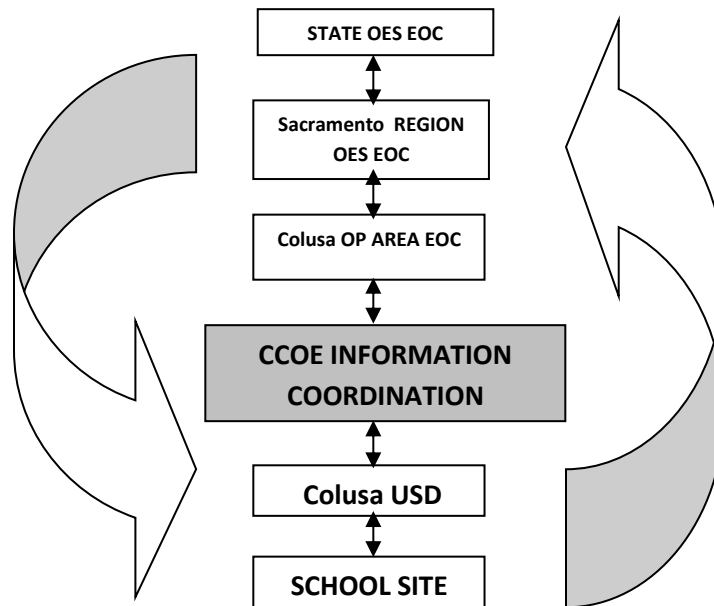 STATE OES EOC
Sacramento REGION
OES EOC
Colusa OP AREA EOC
CCOE INFORMATION
COORDINATION
Colusa USD
SCHOOL SITE